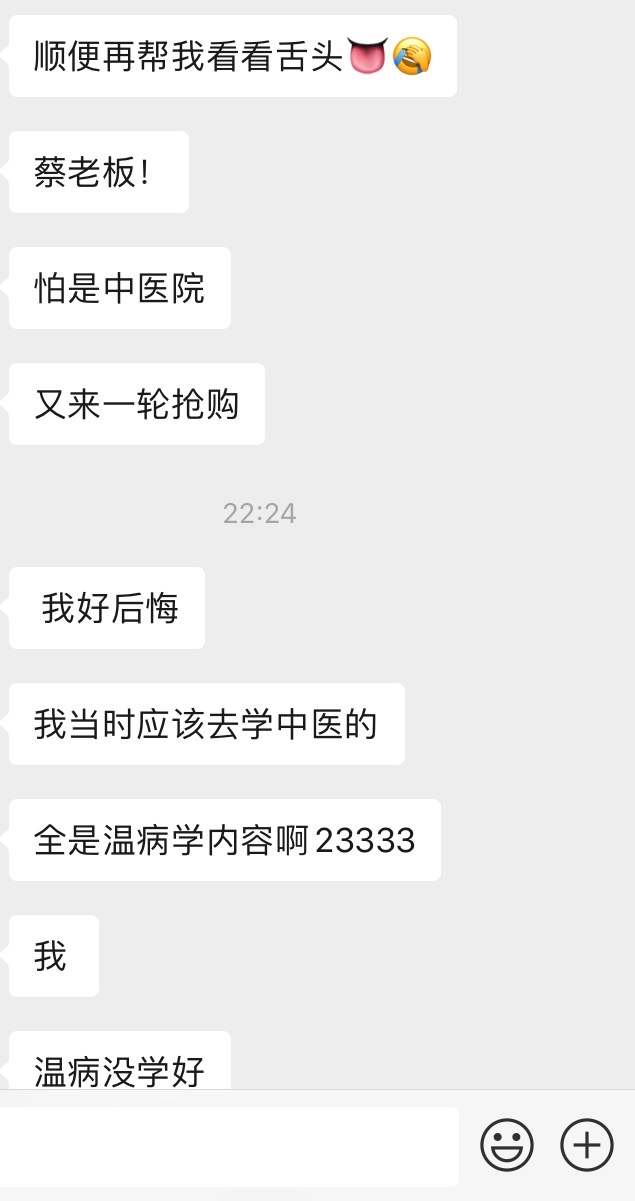 顺便再帮我看看舌头👅🤣
蔡老板！
怕是中医院
又来一轮抢购
22:24
我好后悔
我当时应该去学中医的
全是温病学内容啊23333
我
温病没学好